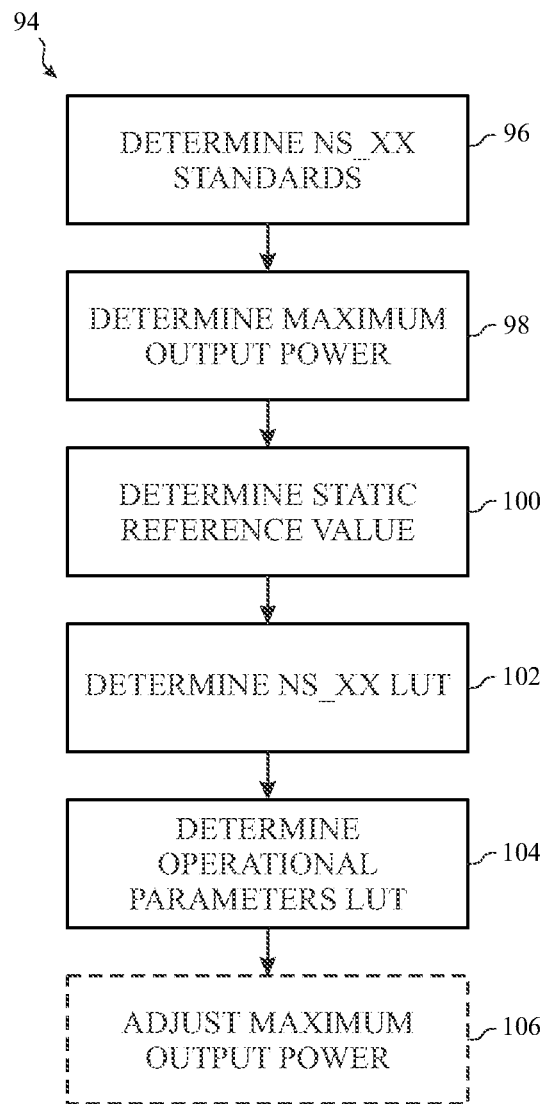 94
DETERMINE NS_XX
STANDARDS
96
DETERMINE MAXIMUM
OUTPUT POWER
98
DETERMINE STATIC
REFERENCE VALUE
100
DETERMINE NS_XX LUT
102
DETERMINE
OPERATIONAL
PARAMETERS LUT
104
ADJUST MAXIMUM
OUTPUT POWER
106